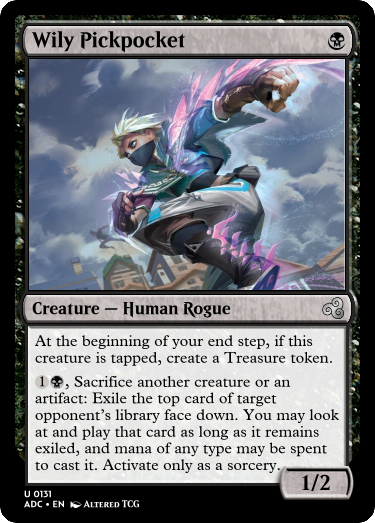 Wily Pickpocket
Creature — Human Rogue
At the beginning of your end step, if this
creature is tapped, create a Treasure token.
1, Sacrifice another creature or an
artifact: Exile the top card of target
opponent's library face down. You may look
at and play that card as long as it remains
exiled, and mana of any type may be spent
to cast it. Activate only as a sorcery.
1/2
U 0131
ADC • EN Altered TCG